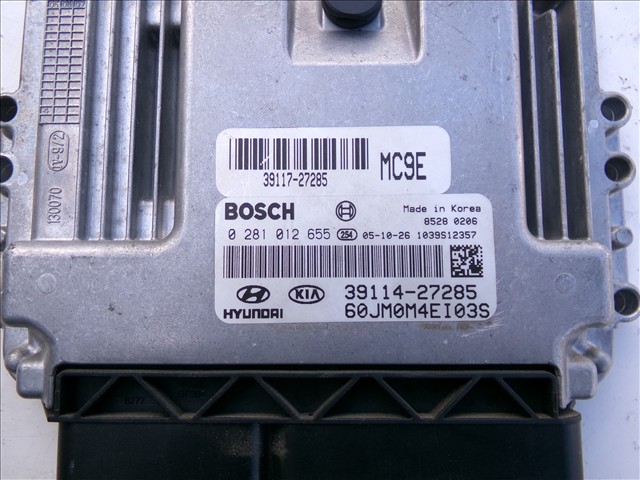 39117-27285
MC9E
BOSCH
Made in Korea
8528 0206
0 281 012 655 254 05-10-26 1039S12357
HYUNDAI
KIA
39114-27285
60JM0M4EI03S
130070